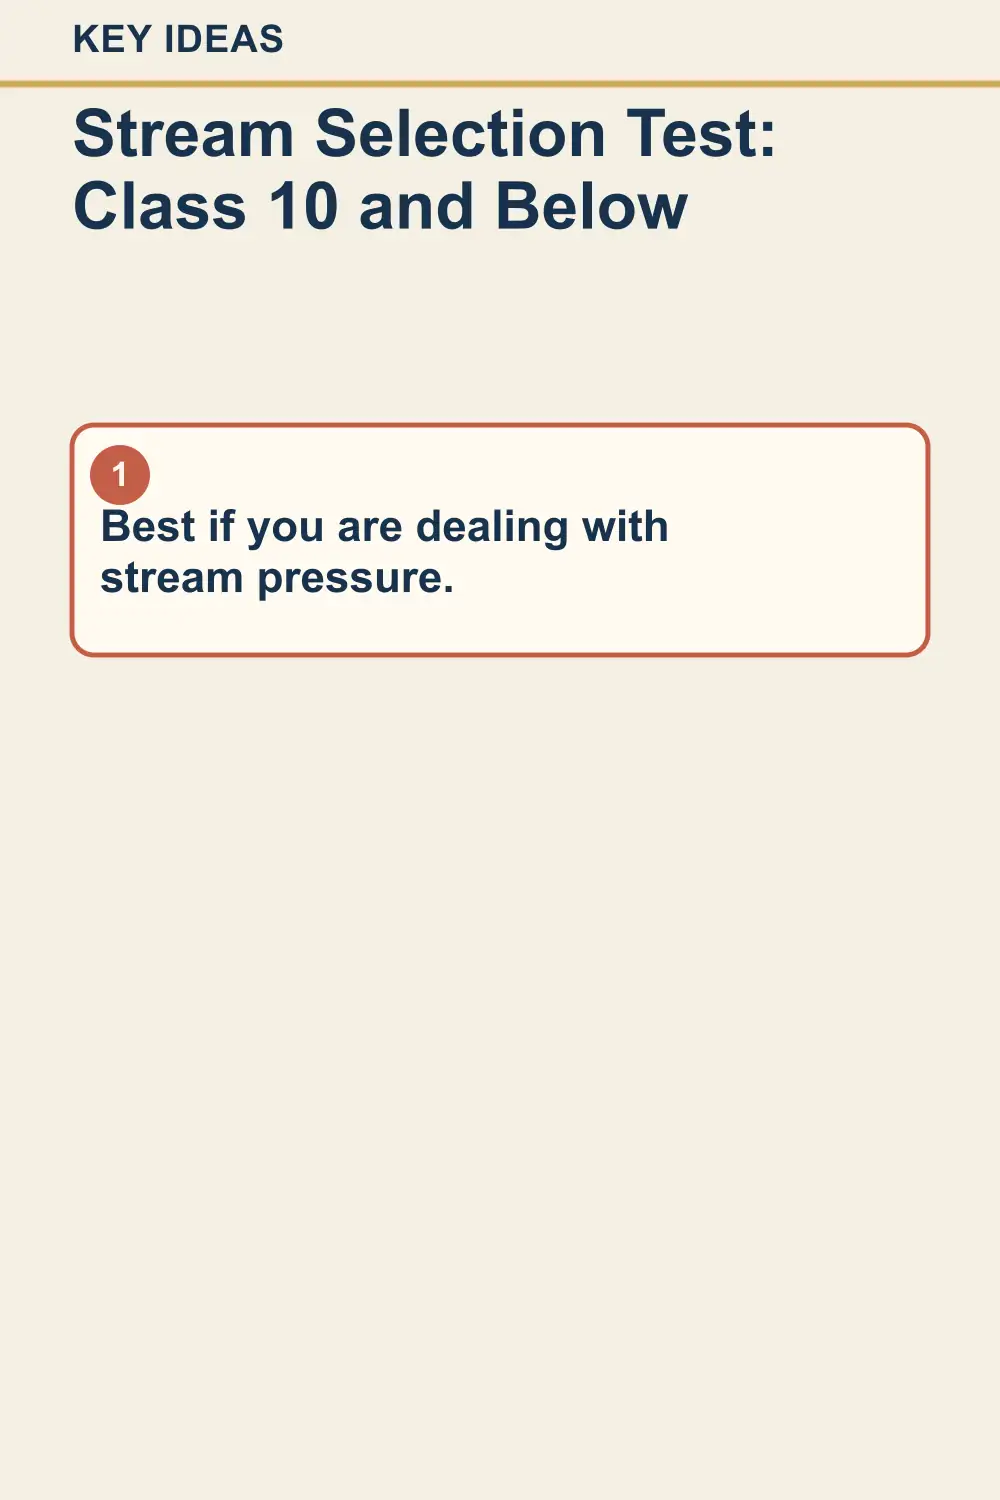 KEY IDEAS
Stream Selection Test:
Class 10 and Below
1
Best if you are dealing with
stream pressure.